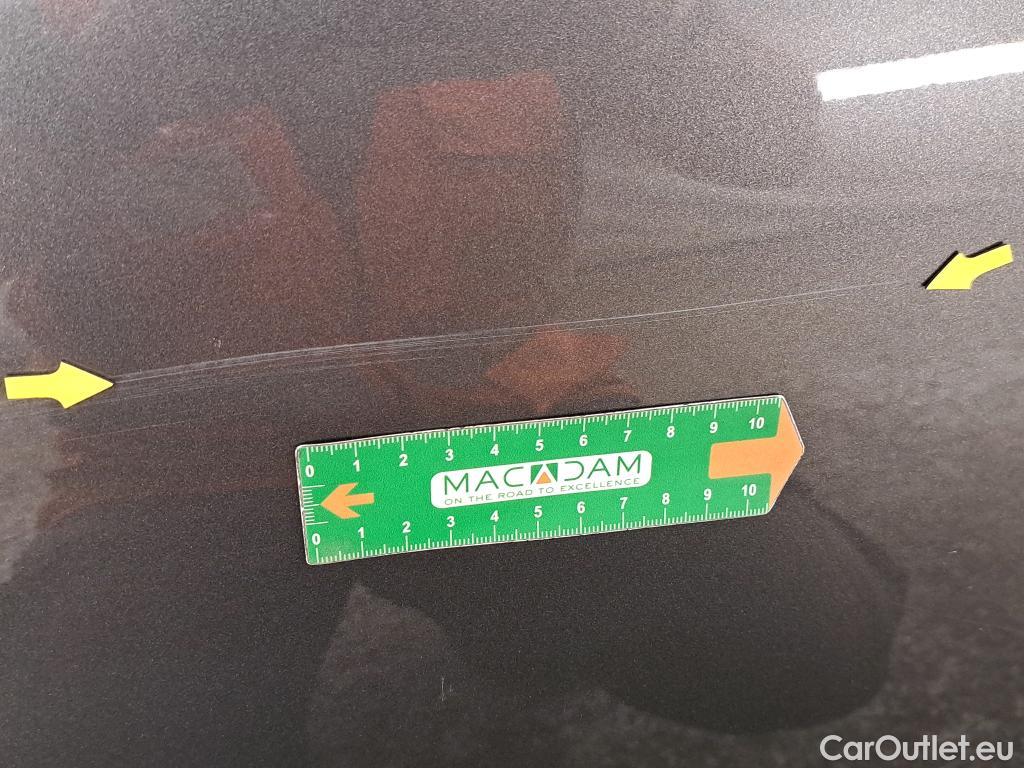 0 1 2 3 4 5 6 7 8 9 10
MACADAM
ON THE ROAD TO EXCELLENCE
0 1 2 3 4 5 6 7 8 9 10
CarOutlet.eu